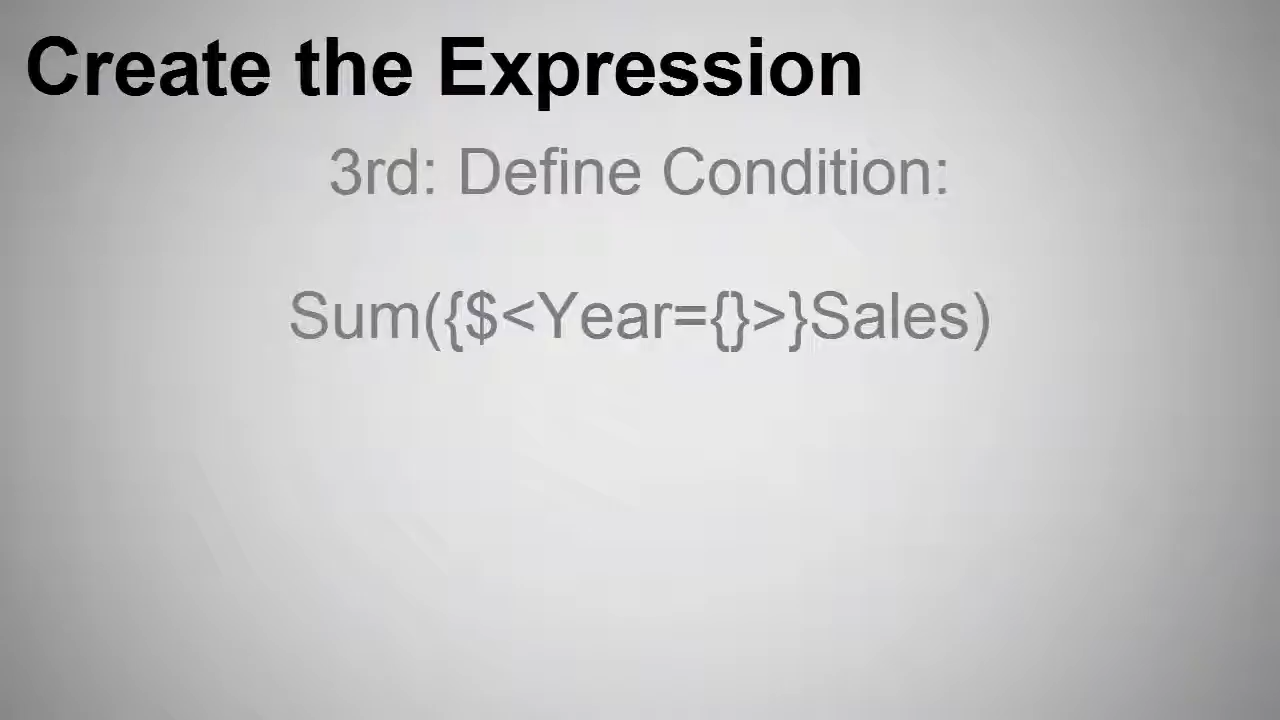 Create the Expression
3rd: Define Condition:
Sum({$<Year={}>}Sales)